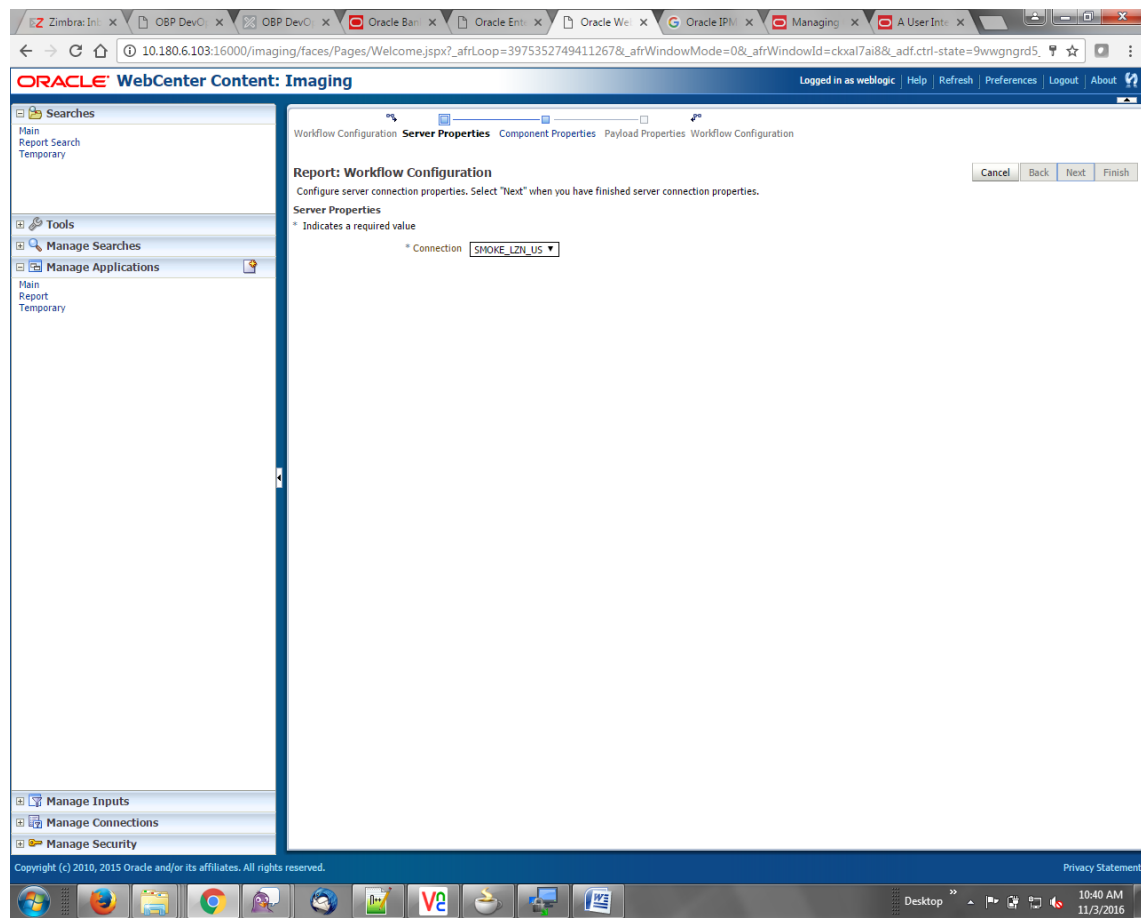 Zimbra: Inb
OBP DevO
OBP DevO
Oracle Ban
Oracle Ente
Oracle Wel
Oracle IPM
Managing
A User Inte
10.180.6.103:16000/imaging/faces/Pages/Welcome.jspx?_afrLoop=3975352749411267&_afrWindowMode=0&_afrWindowId=ckxal7ai8&_adf.ctrl-state=9wwgngrd5_
ORACLE WebCenter Content: Imaging
Logged in as weblogic | Help | Refresh | Preferences | Logout | About
Searches
Main
Report Search
Temporary
Tools
Manage Searches
Manage Applications
Main
Report
Temporary
Manage Inputs
Manage Connections
Manage Security
Workflow Configuration Server Properties Component Properties Payload Properties Workflow Configuration
Report: Workflow Configuration
Cancel Back Next Finish
Configure server connection properties. Select "Next" when you have finished server connection properties.
Server Properties
* Indicates a required value
* Connection SMOKE_LZN_US
Copyright (c) 2010, 2015 Oracle and/or its affiliates. All rights reserved.
Privacy Statement
Desktop
10:40 AM
11/3/2016